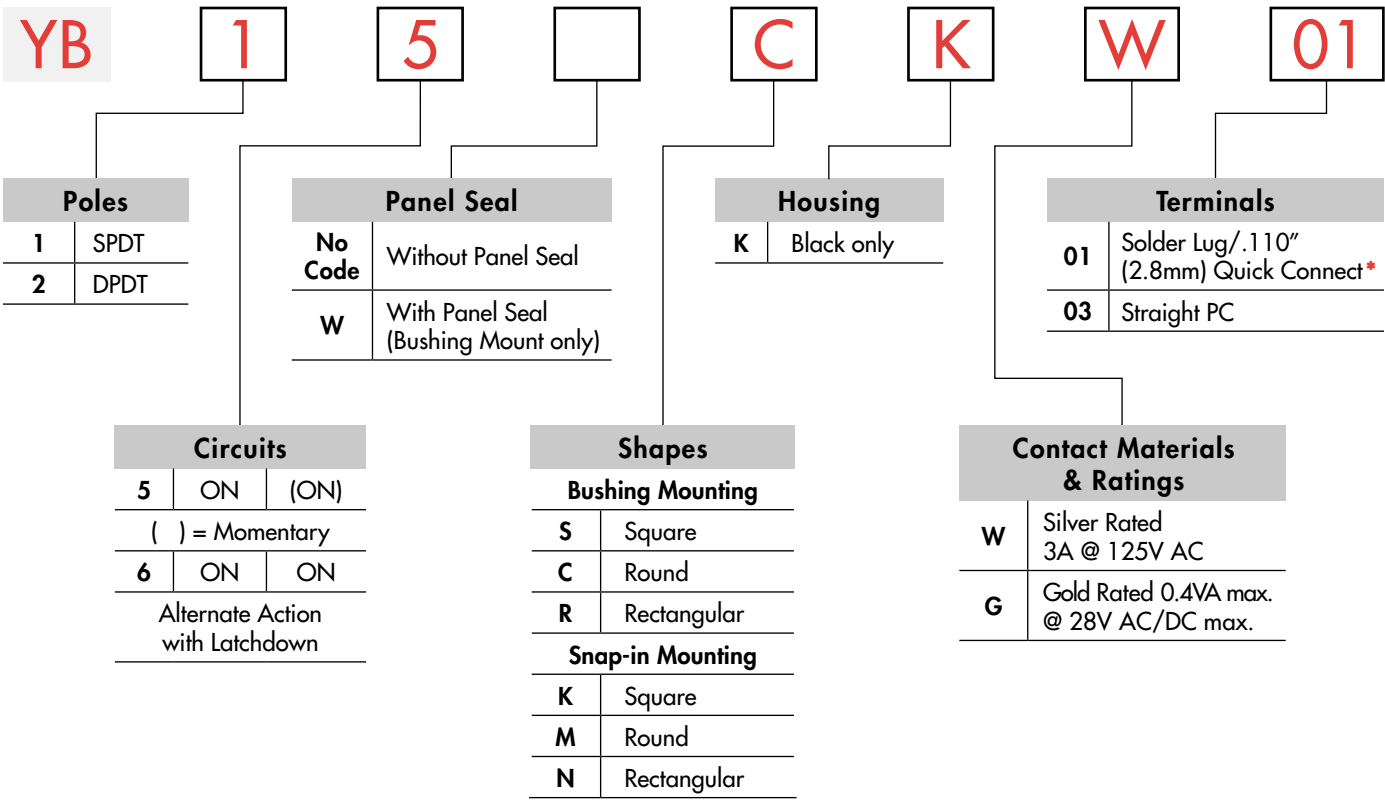 YB 1 5 C K W 01
Poles
1 SPDT
2 DPDT
Panel Seal
No Code Without Panel Seal
W With Panel Seal
(Bushing Mount only)
Housing
K Black only
Terminals
01 Solder Lug/.110″
(2.8mm) Quick Connect*
03 Straight PC
Circuits
5 ON (ON)
( ) = Momentary
6 ON ON
Alternate Action
with Latchdown
Shapes
Bushing Mounting
S Square
C Round
R Rectangular
Snap-in Mounting
K Square
M Round
N Rectangular
Contact Materials
& Ratings
W Silver Rated
3A @ 125V AC
G Gold Rated 0.4VA max.
@ 28V AC/DC max.